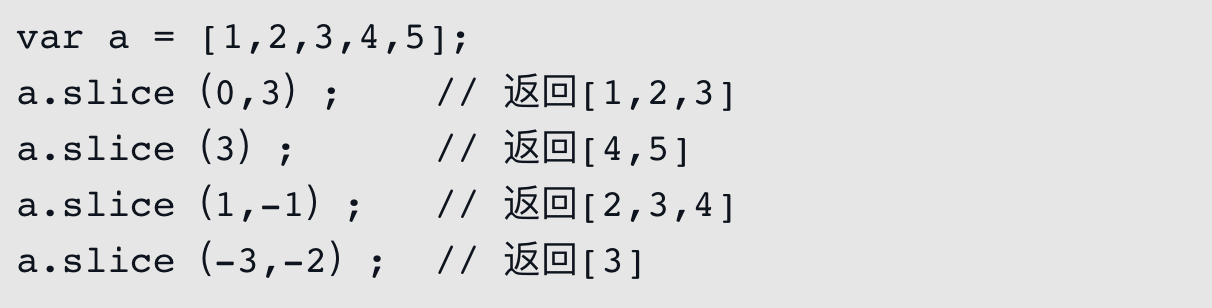 var a = [1,2,3,4,5];
a.slice (0,3) ;    // 返回[1,2,3]
a.slice (3) ;      // 返回[4,5]
a.slice (1,-1) ;   // 返回[2,3,4]
a.slice (-3,-2) ;  // 返回[3]